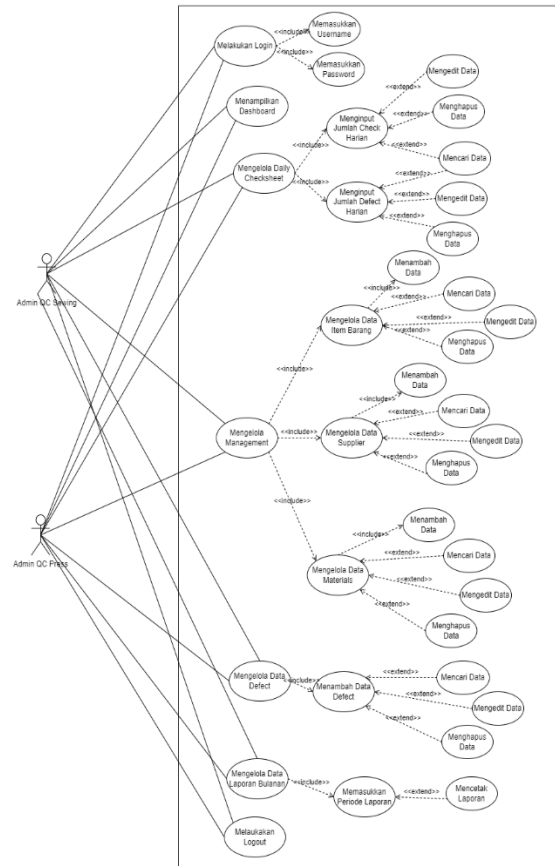 Melakukan Login
<<include>>
Memasukkan
Username
<<include>>
Memasukkan
Password
Menampilkan
Dashboard
Mengelola Daily
Checksheet
<<include>>
Menginput
Jumlah Check
Harian
<<extend>>
Mengedit Data
<<extend>>
Menghapus
Data
<<extend>>
Mencari Data
<<include>>
Menginput
Jumlah Defect
Harian
<<extend>>
<<extend>>
Mengedit Data
<<extend>>
Menghapus
Data
Admin QC Sewing
Mengelola
Management
<<include>>
Mengelola Data
Item Barang
<<include>>
Menambah
Data
<<extend>>
Mencari Data
<<extend>>
Mengedit Data
<<extend>>
Menghapus
Data
<<include>>
Mengelola Data
Supplier
<<include>>
Menambah
Data
<<extend>>
Mencari Data
<<extend>>
Mengedit Data
<<extend>>
Menghapus
Data
<<include>>
Mengelola Data
Materials
<<include>>
Menambah
Data
<<extend>>
Mencari Data
<<extend>>
Mengedit Data
<<extend>>
Menghapus
Data
Admin QC Press
Mengelola Data
Defect
<<include>>
Menambah Data
Defect
<<extend>>
Mencari Data
<<extend>>
Mengedit Data
<<extend>>
Menghapus
Data
Mengelola Data
Laporan Bulanan
<<include>>
Memasukkan
Periode Laporan
<<extend>>
Mencetak
Laporan
Melaukakan
Logout